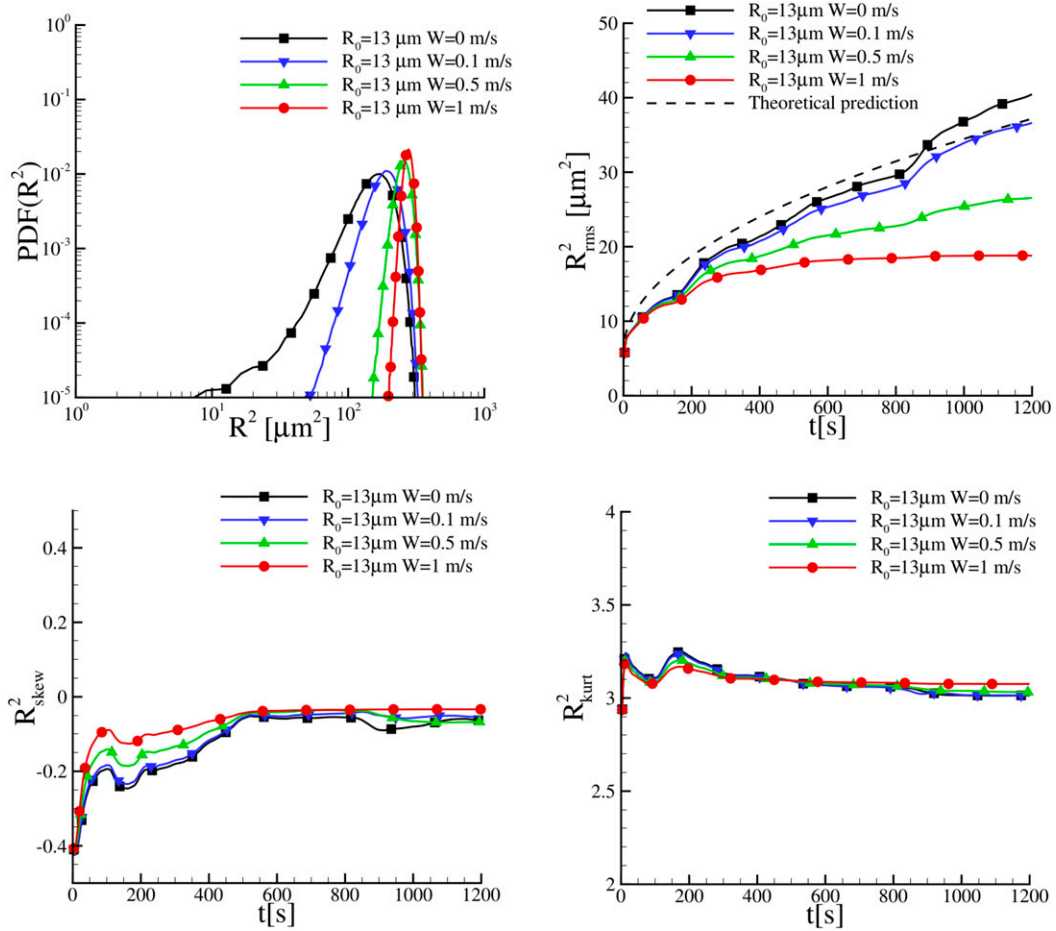 R₀=13 μm W=0 m/s
R₀=13 μm W=0.1 m/s
R₀=13 μm W=0.5 m/s
R₀=13 μm W=1 m/s
PDF(R²)
10⁰
10⁻¹
10⁻²
10⁻³
10⁻⁴
10⁻⁵
10⁰ 10¹ 10² 10³
R² [μm²]
R₀=13μm W=0 m/s
R₀=13μm W=0.1 m/s
R₀=13μm W=0.5 m/s
R₀=13μm W=1 m/s
Theoretical prediction
R²rms [μm²]
50
40
30
20
10
0
0 200 400 600 800 1000 1200
t[s]
R₀=13μm W=0 m/s
R₀=13μm W=0.1 m/s
R₀=13μm W=0.5 m/s
R₀=13μm W=1 m/s
R²skew
0.4
0.2
0
-0.2
-0.4
0 200 400 600 800 1000 1200
t[s]
R₀=13μm W=0 m/s
R₀=13μm W=0.1 m/s
R₀=13μm W=0.5 m/s
R₀=13μm W=1 m/s
R²kurt
4
3.5
3
2.5
2
0 200 400 600 800 1000 1200
t[s]